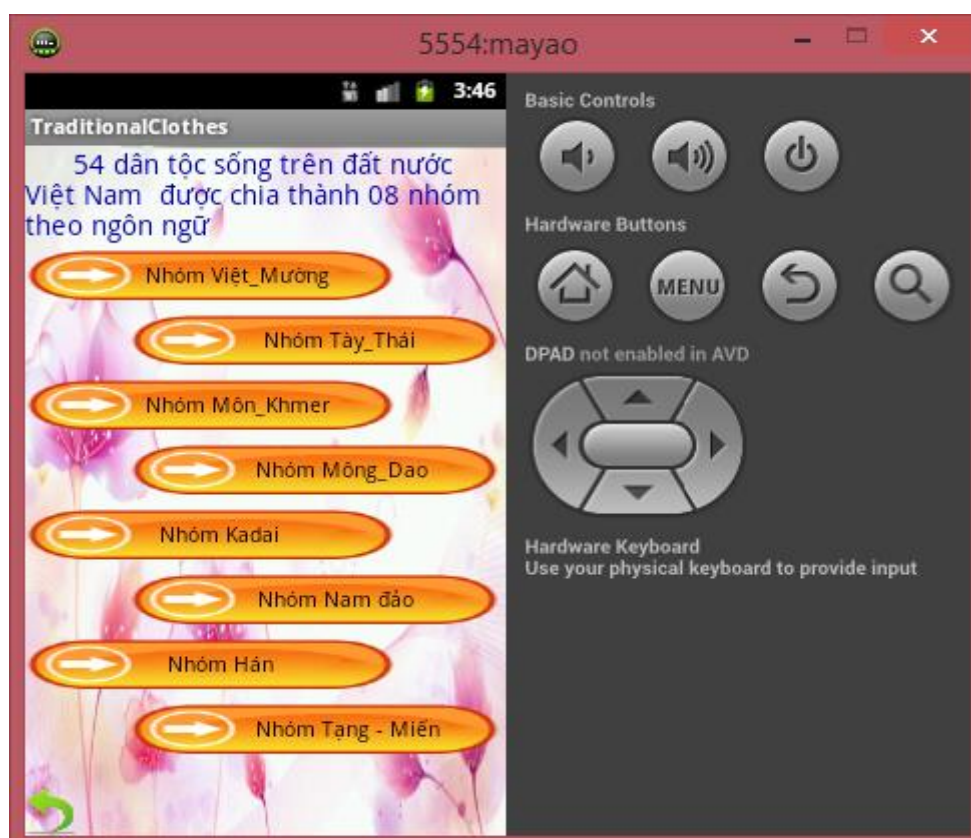 5554:mayao
3:46
TraditionalClothes
54 dân tộc sống trên đất nước
Việt Nam được chia thành 08 nhóm
theo ngôn ngữ
Nhóm Việt_Mường
Nhóm Tày_Thái
Nhóm Môn_Khmer
Nhóm Mông_Dao
Nhóm Kadai
Nhóm Nam đảo
Nhóm Hán
Nhóm Tạng - Miến
Basic Controls
Hardware Buttons
MENU
DPAD not enabled in AVD
Hardware Keyboard
Use your physical keyboard to provide input